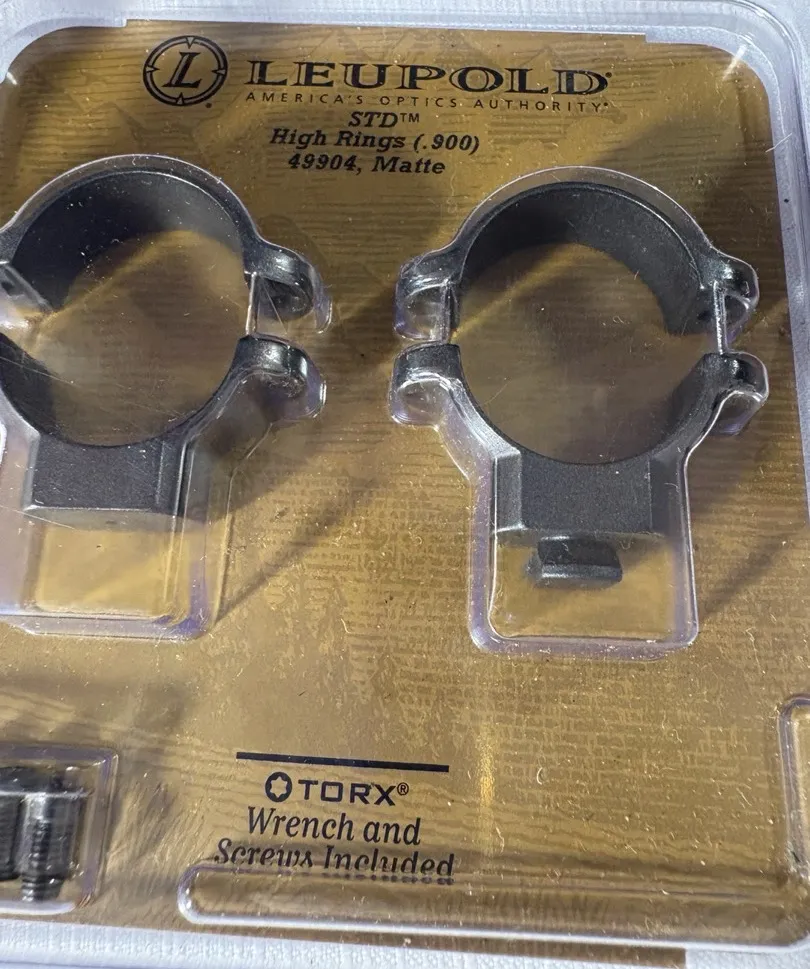 L
LEUPOLD®
AMERICA'S OPTICS AUTHORITY®
STD™
High Rings (.900)
49904, Matte
TORX®
Wrench and
Screws Included